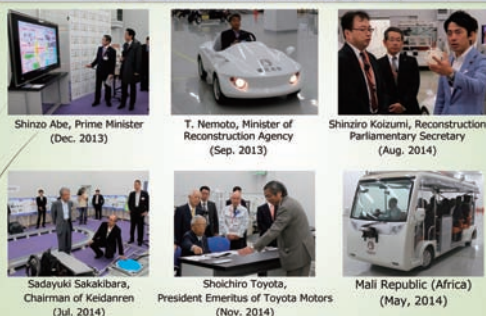 Shinzo Abe, Prime Minister
(Dec. 2013)
T. Nemoto, Minister of
Reconstruction Agency
(Sep. 2013)
Shinziro Koizumi, Reconstruction
Parliamentary Secretary
(Aug. 2014)
Sadayuki Sakakibara,
Chairman of Keidanren
(Jul. 2014)
Shoichiro Toyota,
President Emeritus of Toyota Motors
(Nov. 2014)
Mali Republic (Africa)
(May, 2014)